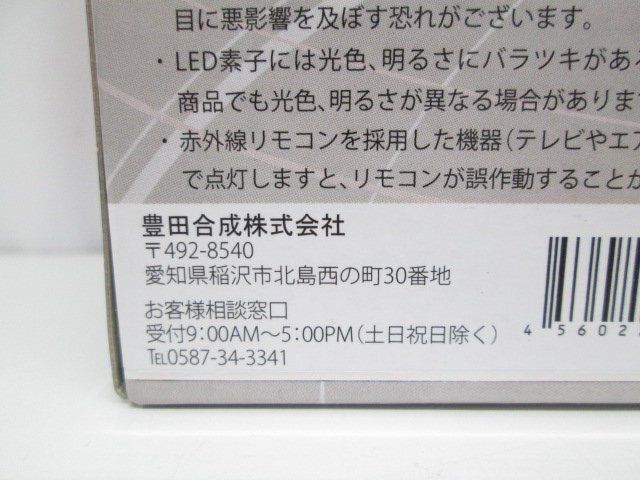 目に悪影響を及ぼす恐れがございます。
・LED素子には光色、明るさにバラツキがある
商品でも光色、明るさが異なる場合がありま
・赤外線リモコンを採用した機器(テレビやエア
で点灯しますと、リモコンが誤作動することが
豊田合成株式会社
〒492-8540
愛知県稲沢市北島西の町30番地
お客様相談窓口
受付9:00AM〜5:00PM(土日祝日除く)
TEL0587-34-3341
4 5602